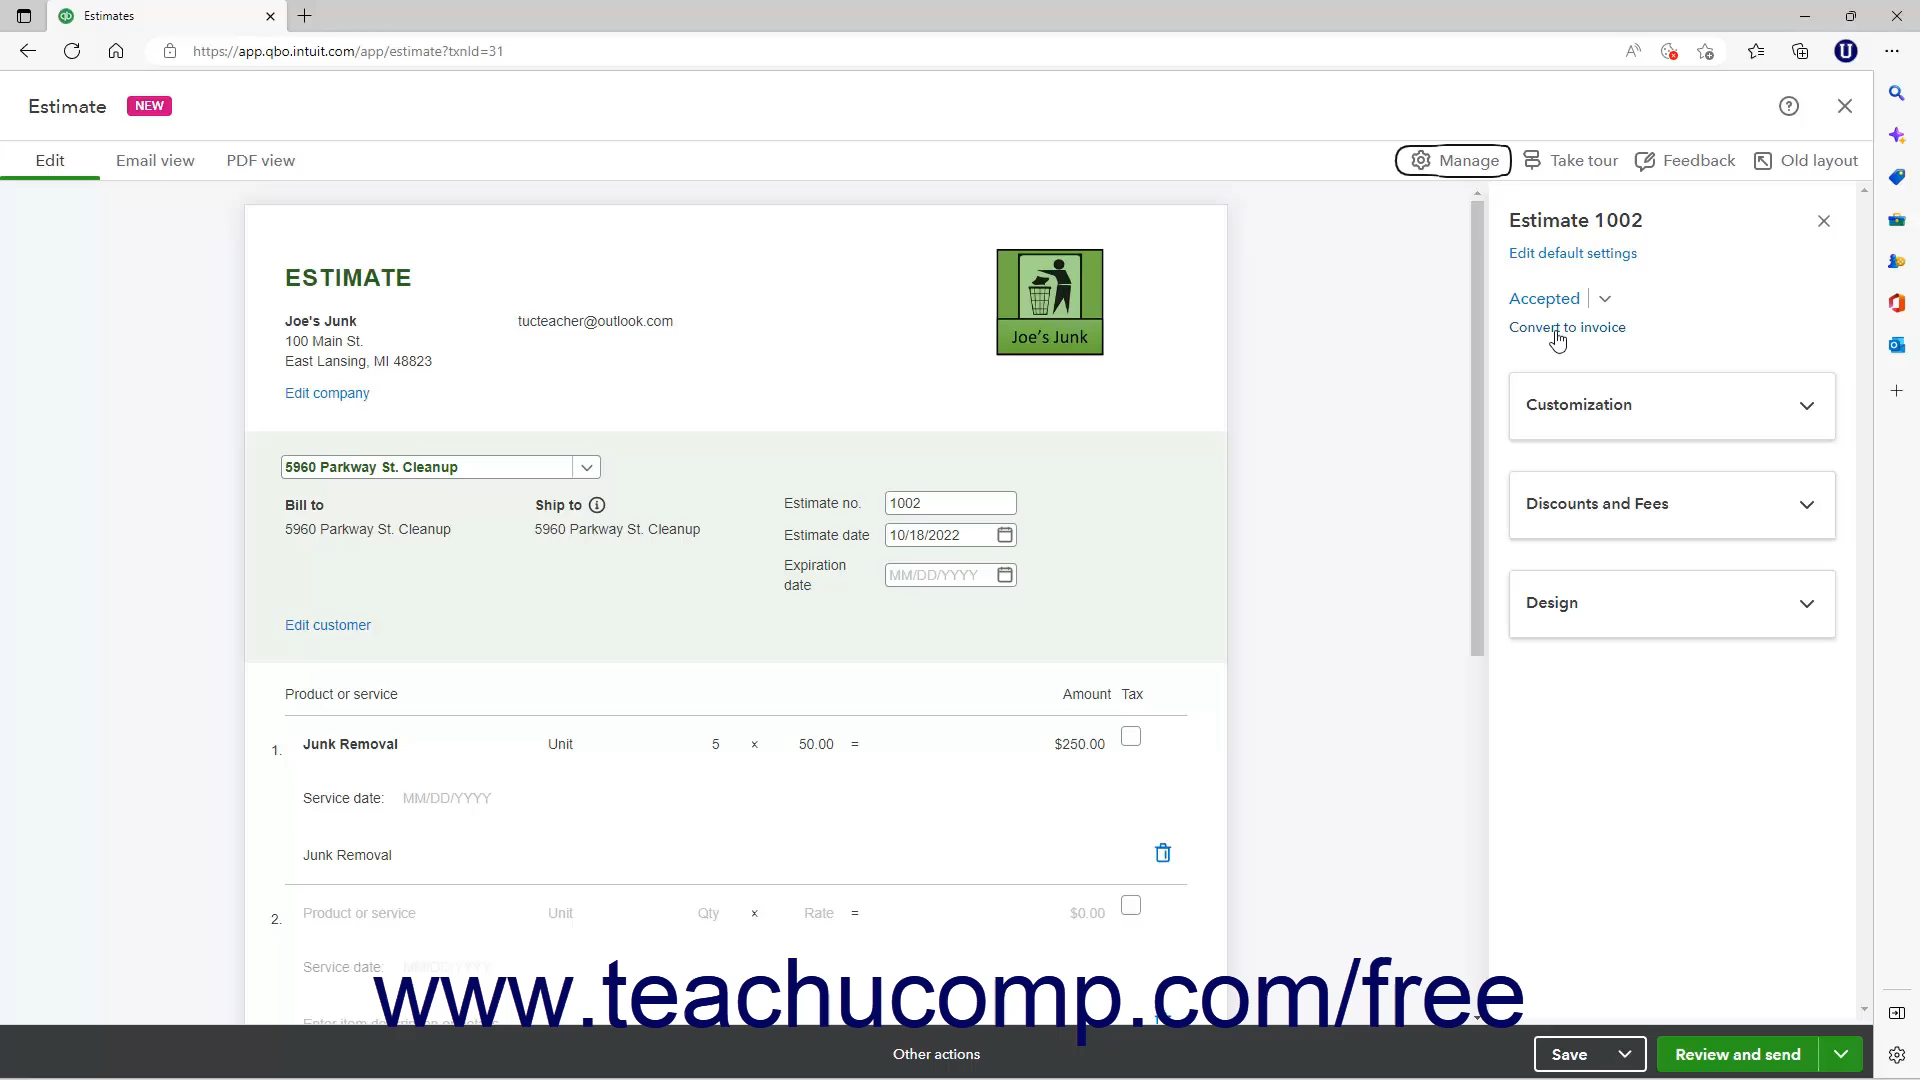 Estimates
https://app.qbo.intuit.com/app/estimate?txnId=31
Estimate NEW
Edit Email view PDF view Manage Take tour Feedback Old layout
Estimate 1002
Edit default settings
Accepted
Convert to invoice
Customization
Discounts and Fees
Design
ESTIMATE
Joe's Junk tucteacher@outlook.com
100 Main St.
East Lansing, MI 48823
Edit company
Joe's Junk
5960 Parkway St. Cleanup
Bill to Ship to
5960 Parkway St. Cleanup 5960 Parkway St. Cleanup
Estimate no. 1002
Estimate date 10/18/2022
Expiration date MM/DD/YYYY
Edit customer
Product or service Amount Tax
1. Junk Removal Unit 5 x 50.00 = $250.00
Service date: MM/DD/YYYY
Junk Removal
2. Product or service Unit Qty x Rate = $0.00
Service date: MM/DD/YYYY
www.teachucomp.com/free
Other actions Save Review and send